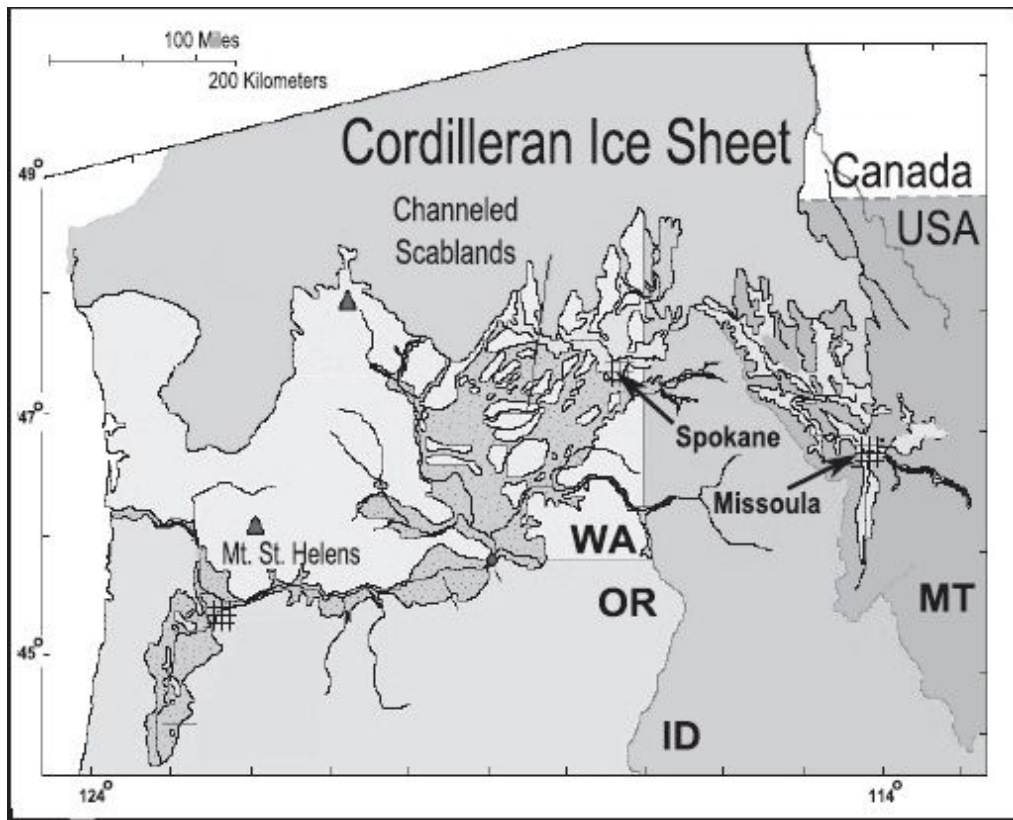 100 Miles
200 Kilometers
Cordilleran Ice Sheet
49°
Canada
USA
Channeled
Scablands
47°
Spokane
Missoula
WA
Mt. St. Helens
OR
MT
45°
ID
124°
114°